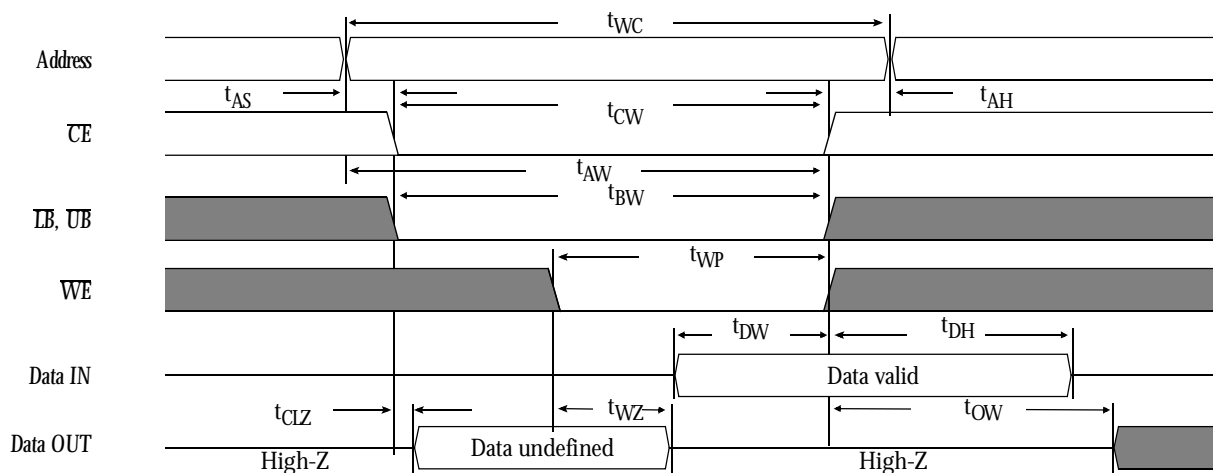 tWC
Address
tAS
tCW
tAH
CE
tAW
tBW
LB, UB
tWP
WE
tDW
tDH
Data IN
Data valid
tCLZ
tWZ
tOW
Data OUT
High-Z
Data undefined
High-Z